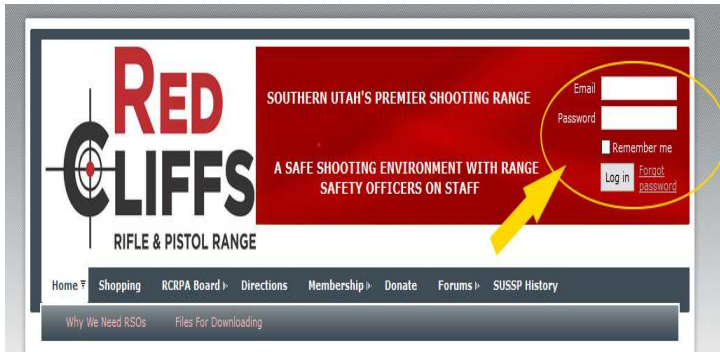 RED
CLIFFS
RIFLE & PISTOL RANGE
SOUTHERN UTAH'S PREMIER SHOOTING RANGE
A SAFE SHOOTING ENVIRONMENT WITH RANGE
SAFETY OFFICERS ON STAFF
Email
Password
Remember me
Log in
Forgot
password
Home Shopping RCRPA Board Directions Membership Donate Forums SUSSP History
Why We Need RSOs Files For Downloading